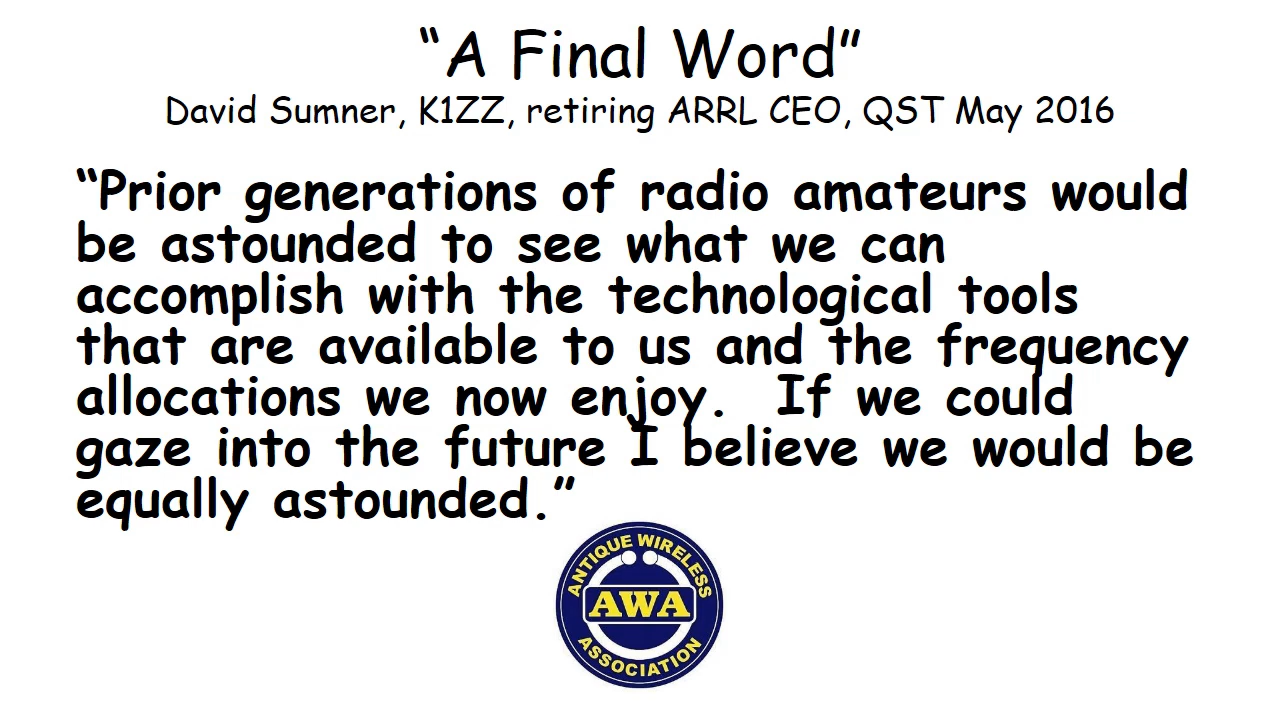 “A Final Word”
David Sumner, K1ZZ, retiring ARRL CEO, QST May 2016
“Prior generations of radio amateurs would
be astounded to see what we can
accomplish with the technological tools
that are available to us and the frequency
allocations we now enjoy.  If we could
gaze into the future I believe we would be
equally astounded.”
ANTIQUE WIRELESS
AWA
ASSOCIATION